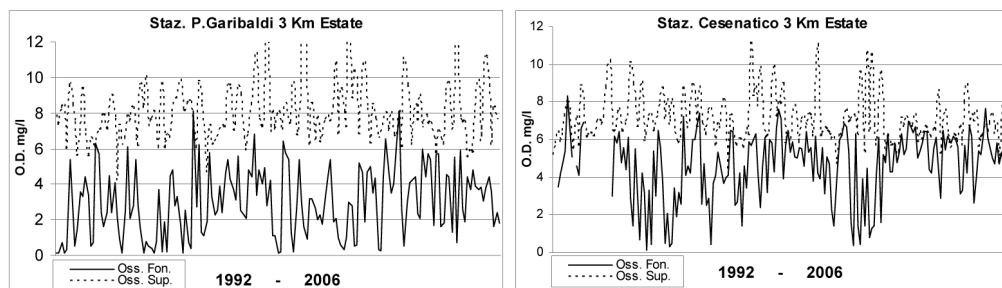 Staz. P.Garibaldi 3 Km Estate
O.D. mg/l
12
10
8
6
4
2
0
Oss. Fon.
Oss. Sup.
1992 - 2006
Staz. Cesenatico 3 Km Estate
O.D. mg/l
12
10
8
6
4
2
0
Oss. Fon.
Oss. Sup.
1992 - 2006